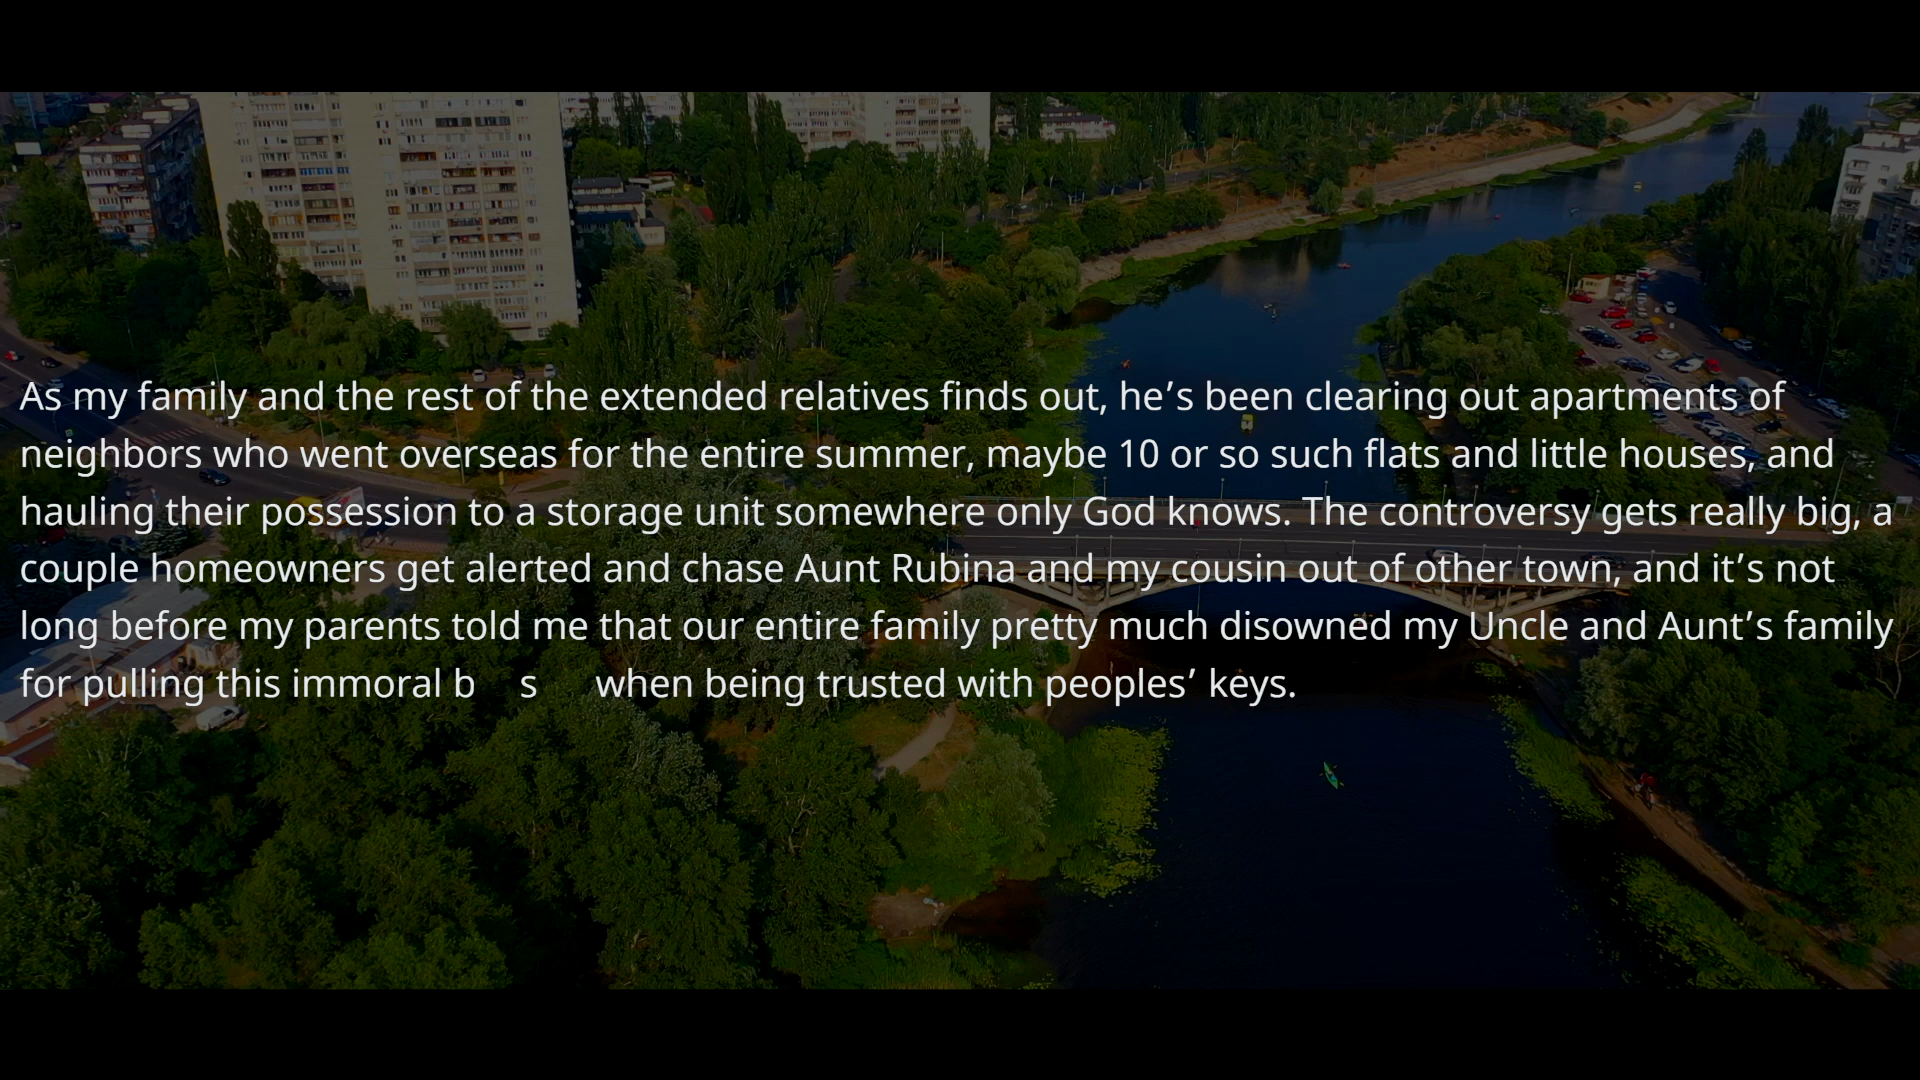 As my family and the rest of the extended relatives finds out, he’s been clearing out apartments of
neighbors who went overseas for the entire summer, maybe 10 or so such flats and little houses, and
hauling their possession to a storage unit somewhere only God knows. The controversy gets really big, a
couple homeowners get alerted and chase Aunt Rubina and my cousin out of other town, and it’s not
long before my parents told me that our entire family pretty much disowned my Uncle and Aunt’s family
for pulling this immoral b s when being trusted with peoples’ keys.